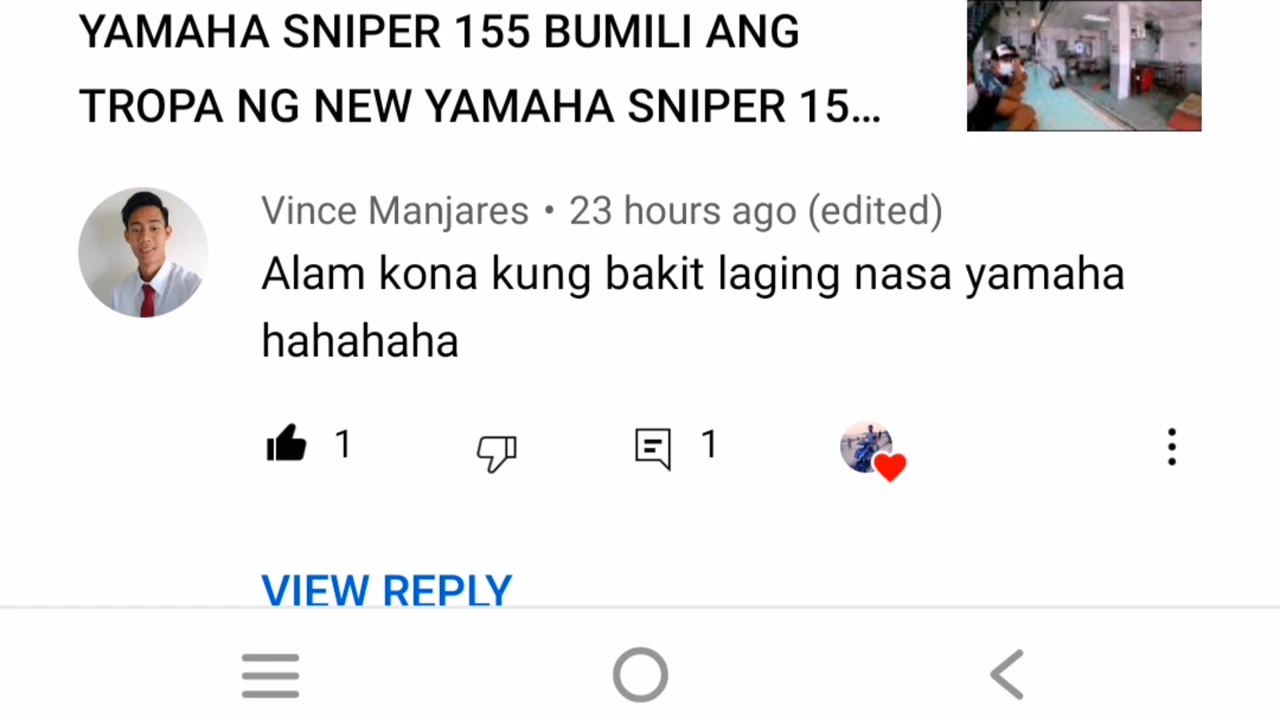 YAMAHA SNIPER 155 BUMILI ANG
TROPA NG NEW YAMAHA SNIPER 15...
Vince Manjares • 23 hours ago (edited)
Alam kona kung bakit laging nasa yamaha
hahahaha
1
1
VIEW REPLY